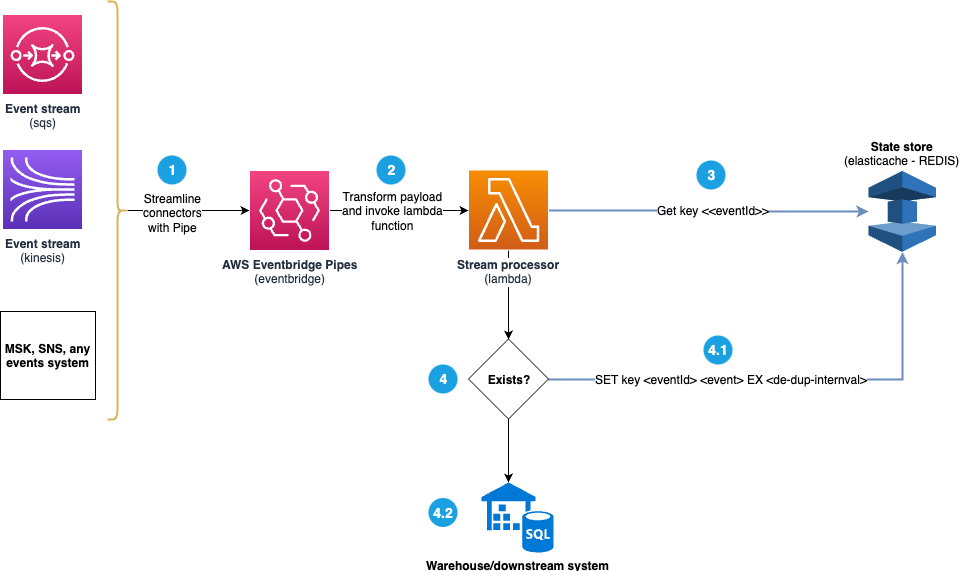 Event stream
(sqs)
Event stream
(kinesis)
MSK, SNS, any
events system
1
Streamline
connectors
with Pipe
AWS Eventbridge Pipes
(eventbridge)
2
Transform payload
and invoke lambda
function
Stream processor
(lambda)
3
Get key <<eventId>>
State store
(elasticache - REDIS)
4
Exists?
4.1
SET key <eventId> <event> EX <de-dup-internval>
4.2
SQL
Warehouse/downstream system